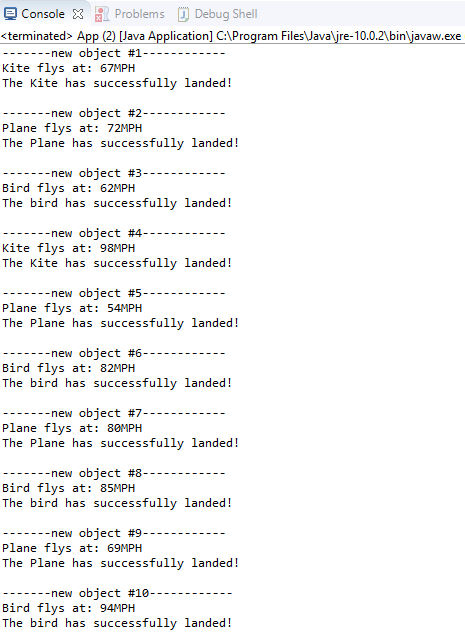 Console Problems Debug Shell
<terminated> App (2) [Java Application] C:\Program Files\Java\jre-10.0.2\bin\javaw.exe
-------new object #1------------
Kite flys at: 67MPH
The Kite has successfully landed!

-------new object #2------------
Plane flys at: 72MPH
The Plane has successfully landed!

-------new object #3------------
Bird flys at: 62MPH
The bird has successfully landed!

-------new object #4------------
Kite flys at: 98MPH
The Kite has successfully landed!

-------new object #5------------
Plane flys at: 54MPH
The Plane has successfully landed!

-------new object #6------------
Bird flys at: 82MPH
The bird has successfully landed!

-------new object #7------------
Plane flys at: 80MPH
The Plane has successfully landed!

-------new object #8------------
Bird flys at: 85MPH
The bird has successfully landed!

-------new object #9------------
Plane flys at: 69MPH
The Plane has successfully landed!

-------new object #10------------
Bird flys at: 94MPH
The bird has successfully landed!